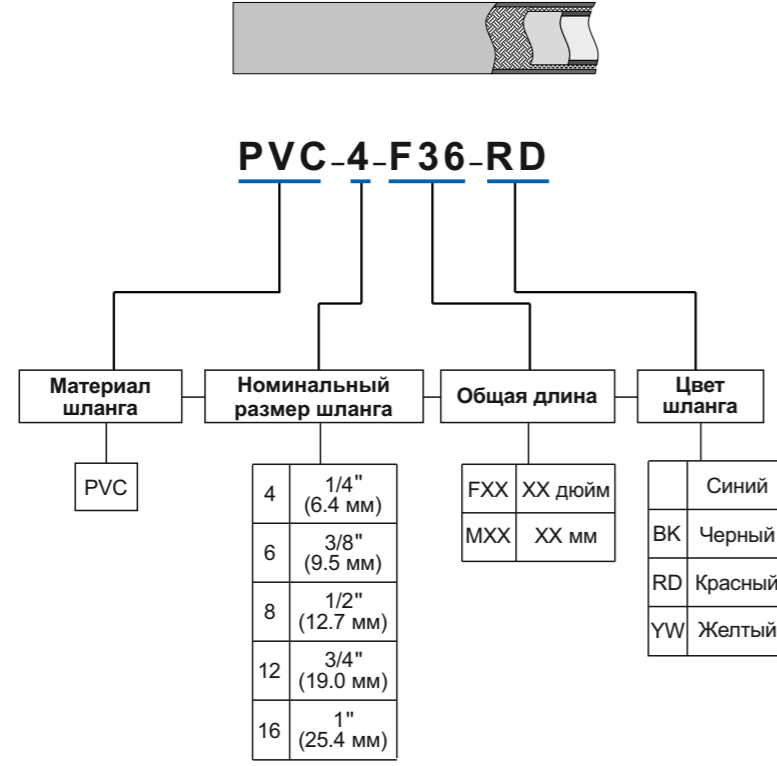 PVC-4-F36-RD
Материал
шланга
Номинальный
размер шланга
Общая длина
Цвет
шланга
PVC
4 1/4"
(6.4 мм)
6 3/8"
(9.5 мм)
8 1/2"
(12.7 мм)
12 3/4"
(19.0 мм)
16 1"
(25.4 мм)
FXX XX дюйм
MXX XX мм
Синий
BK Черный
RD Красный
YW Желтый